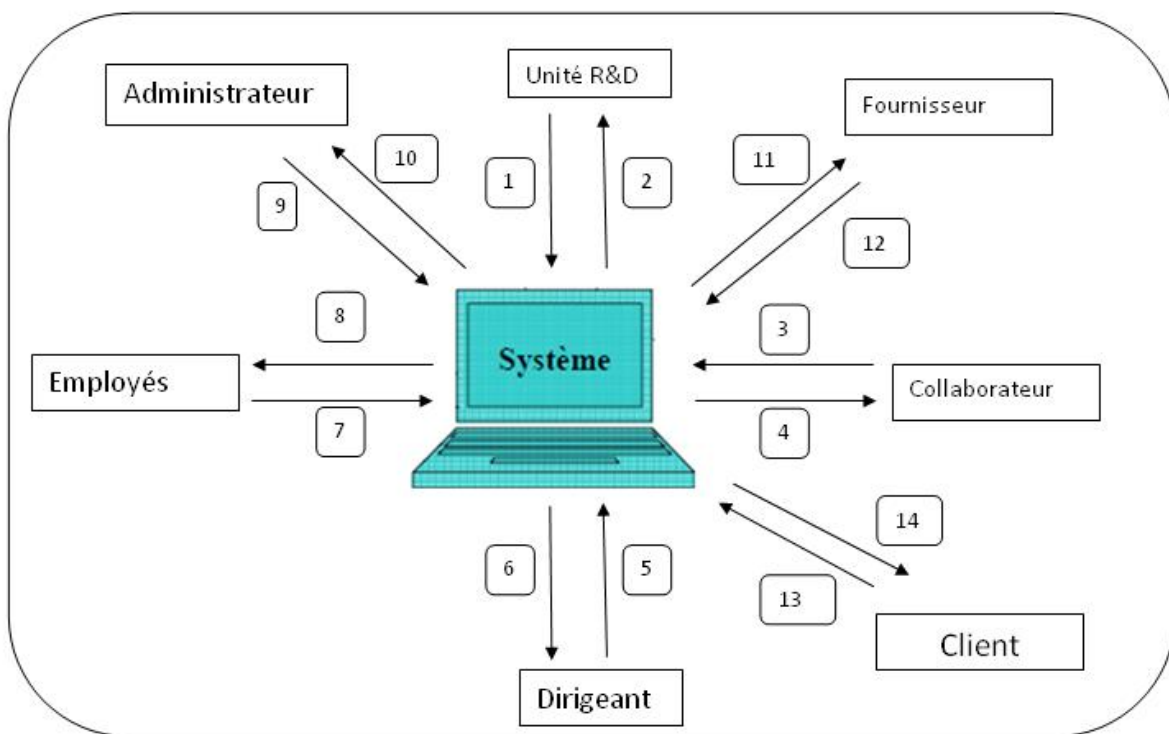 Unité R&D
Administrateur
Fournisseur
10
11
1
2
9
12
8
3
Système
Employés
Collaborateur
7
4
14
6
5
13
Client
Dirigeant